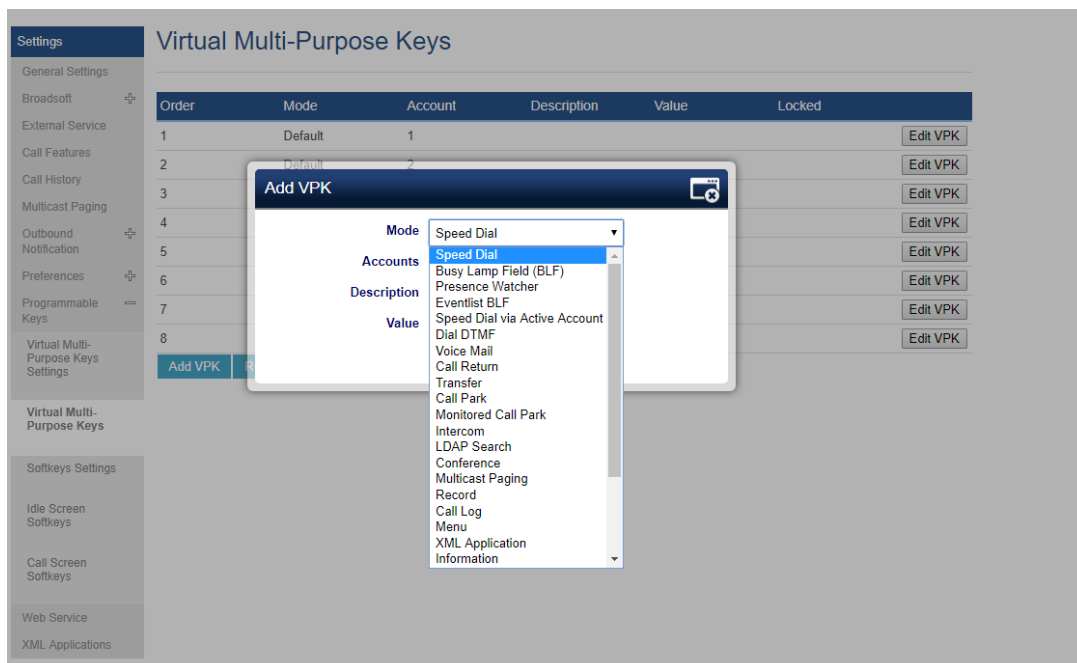 Settings
General Settings
Broadsoft
External Service
Call Features
Call History
Multicast Paging
Outbound
Notification
Preferences
Programmable
Keys
Virtual Multi-
Purpose Keys
Settings
Virtual Multi-
Purpose Keys
Softkeys Settings
Idle Screen
Softkeys
Call Screen
Softkeys
Web Service
XML Applications
Virtual Multi-Purpose Keys
Order Mode Account Description Value Locked
1 Default 1 Edit VPK
2 Default 2 Edit VPK
3 Edit VPK
4 Edit VPK
5 Edit VPK
6 Edit VPK
7 Edit VPK
8 Edit VPK
Add VPK
Add VPK
Mode Speed Dial
Accounts
Description
Value
Speed Dial
Busy Lamp Field (BLF)
Presence Watcher
Eventlist BLF
Speed Dial via Active Account
Dial DTMF
Voice Mail
Call Return
Transfer
Call Park
Monitored Call Park
Intercom
LDAP Search
Conference
Multicast Paging
Record
Call Log
Menu
XML Application
Information